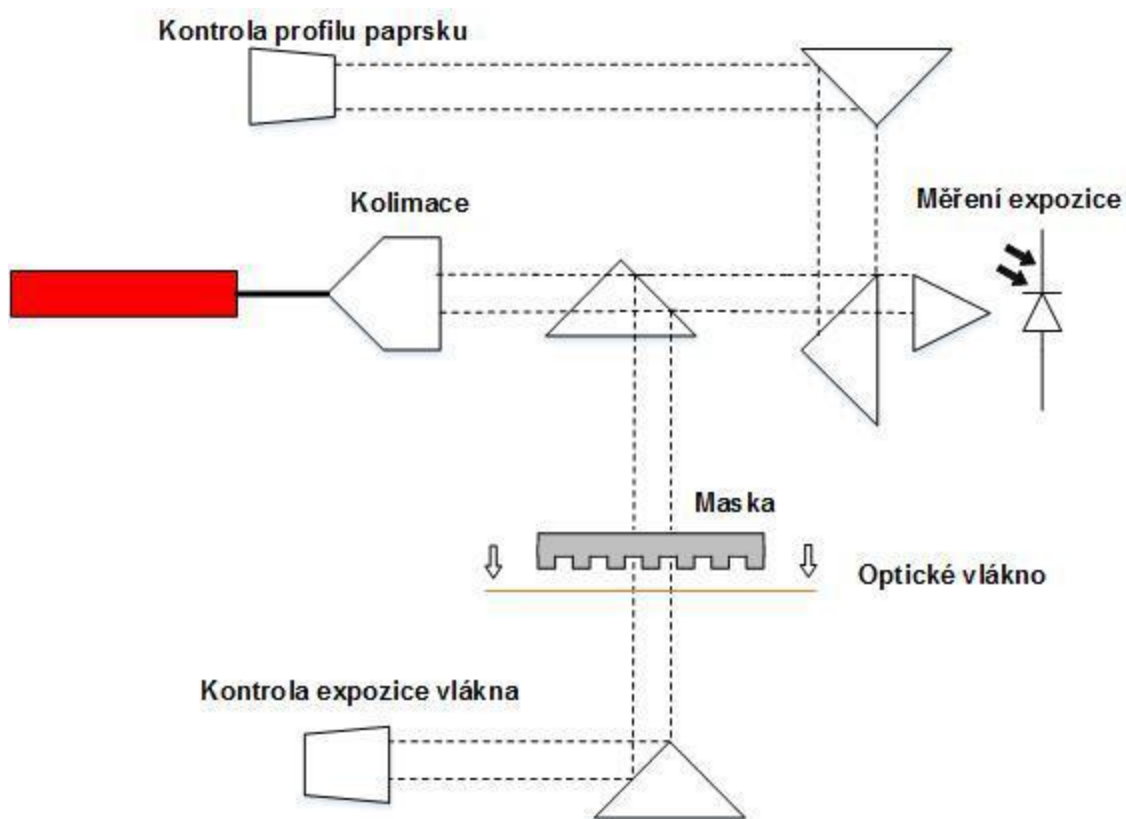 Kontrola profilu paprsku
Kolimace
Měření expozice
Maska
Optické vlákno
Kontrola expozice vlákna